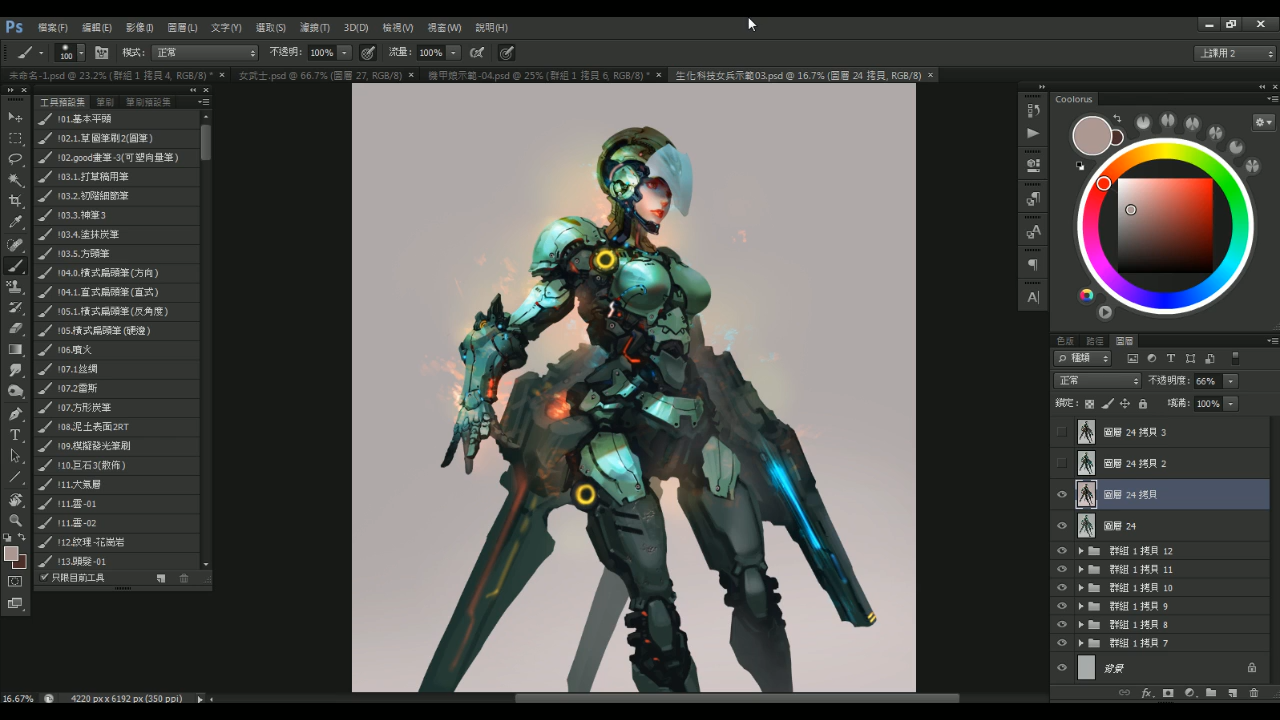 Ps 檔案(F) 編輯(E) 影像(I) 圖層(L) 文字(Y) 選取(S) 濾鏡(T) 3D(D) 檢視(V) 視窗(W) 說明(H)
100 模式: 正常 不透明: 100% 流量: 100% 上課用 2
未命名-1.psd @ 23.2% (群組 1 拷貝 4, RGB/8) * × 女武士.psd @ 66.7% (圖層 27, RGB/8) × 機甲娘示範-04.psd @ 25% (群組 1 拷貝 6, RGB/8) * × 生化科技女兵示範03.psd @ 16.7% (圖層 24 拷貝, RGB/8) ×
工具預設集 筆刷 筆刷預設集
!01.基本平頭
!02.1.草圖筆刷2(圓筆)
!02.good畫筆-3(可塑向量筆)
!03.1.打草稿用筆
!03.2.初階細節筆
!03.3.神筆3
!03.4.塗抹炭筆
!03.5.方頭筆
!04.0.橫式扁頭筆(方向)
!04.1.直式扁頭筆(直式)
!05.1.橫式扁頭筆(反角度)
!05.橫式扁頭筆(硬邊)
!06.噴火
!07.1絲綢
!07.2蕾斯
!07.方形炭筆
!08.泥土表面2RT
!09.模擬發光筆刷
!10.巨石3(散佈)
!11.大氣層
!11.雲-01
!11.雲-02
!12.紋理-花崗岩
!13.頭髮-01
只限目前工具
Coolorus
色版 路徑 圖層
種類
正常 不透明度: 66%
鎖定: 填滿: 100%
圖層 24 拷貝 3
圖層 24 拷貝 2
圖層 24 拷貝
圖層 24
群組 1 拷貝 12
群組 1 拷貝 11
群組 1 拷貝 10
群組 1 拷貝 9
群組 1 拷貝 8
群組 1 拷貝 7
背景
16.67% 4220 px x 6192 px (350 ppi)